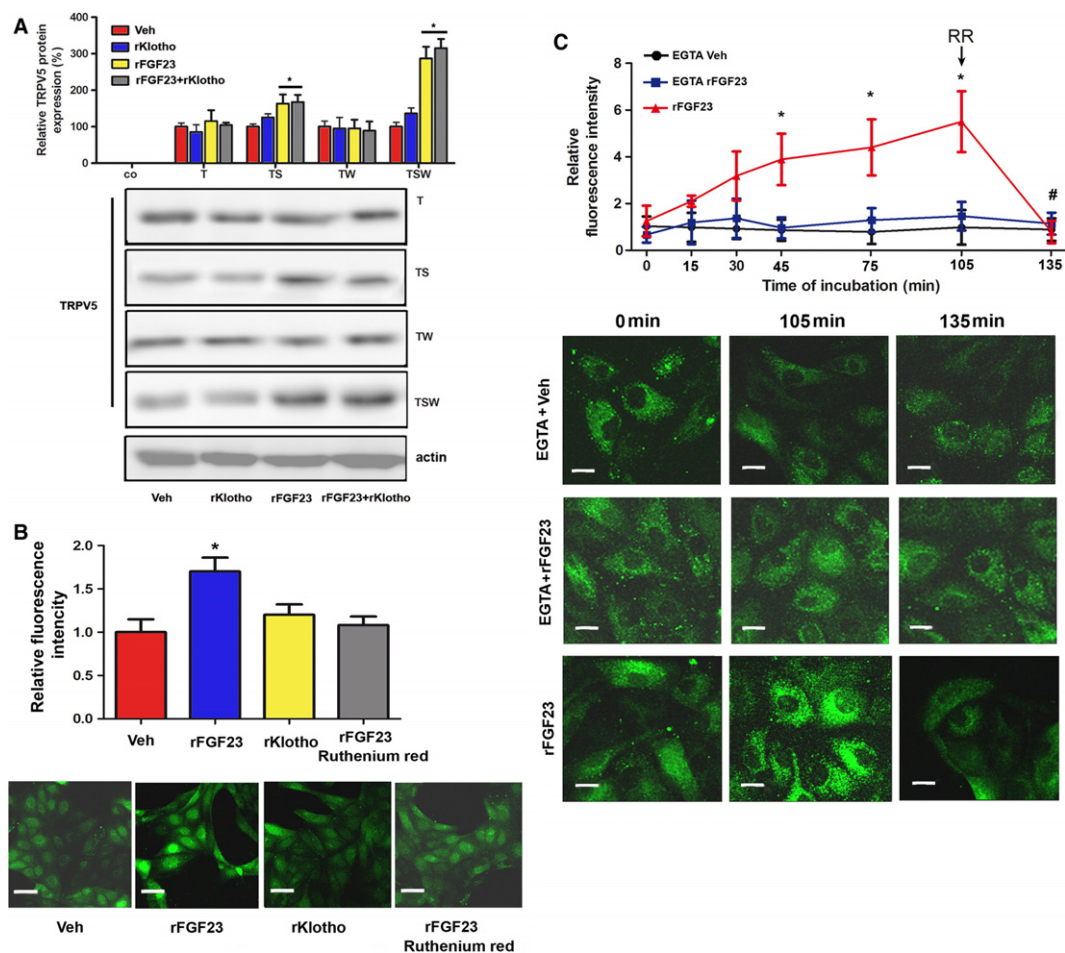 A
Relative TRPV5 protein
expression (%)
400
300
200
100
0
Veh
rKlotho
rFGF23
rFGF23+rKlotho
*
*
co
T
TS
TW
TSW
TRPV5
T
TS
TW
TSW
actin
Veh
rKlotho
rFGF23
rFGF23+rKlotho
B
Relative fluorescence
intencity
2.0
1.5
1.0
0.5
0.0
*
Veh
rFGF23
rKlotho
rFGF23
Ruthenium red
Veh
rFGF23
rKlotho
rFGF23
Ruthenium red
C
Relative
fluorescence intensity
8
6
4
2
0
EGTA Veh
EGTA rFGF23
rFGF23
RR
*
*
*
#
0
15
30
45
75
105
135
Time of incubation (min)
0 min
105 min
135 min
EGTA + Veh
EGTA+rFGF23
rFGF23